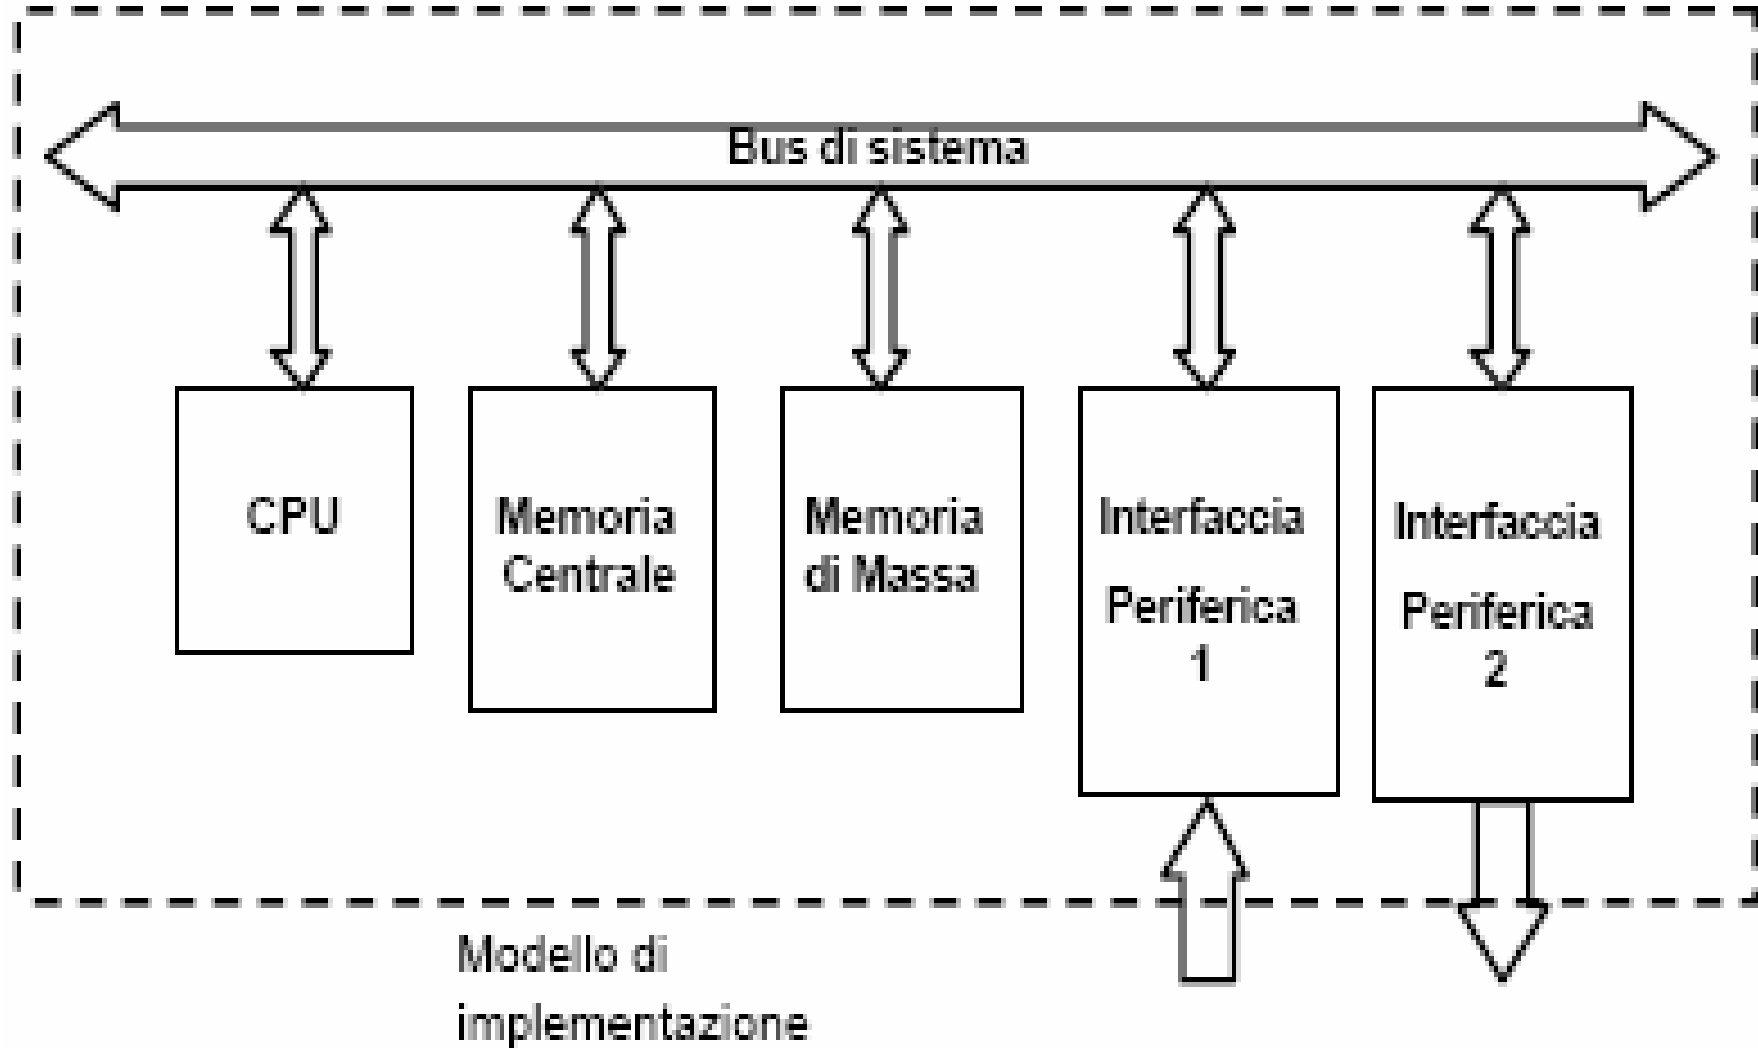 Bus di sistema
CPU
Memoria
Centrale
Memoria
di Massa
Interfaccia
Periferica
1
Interfaccia
Periferica
2
Modello di
implementazione